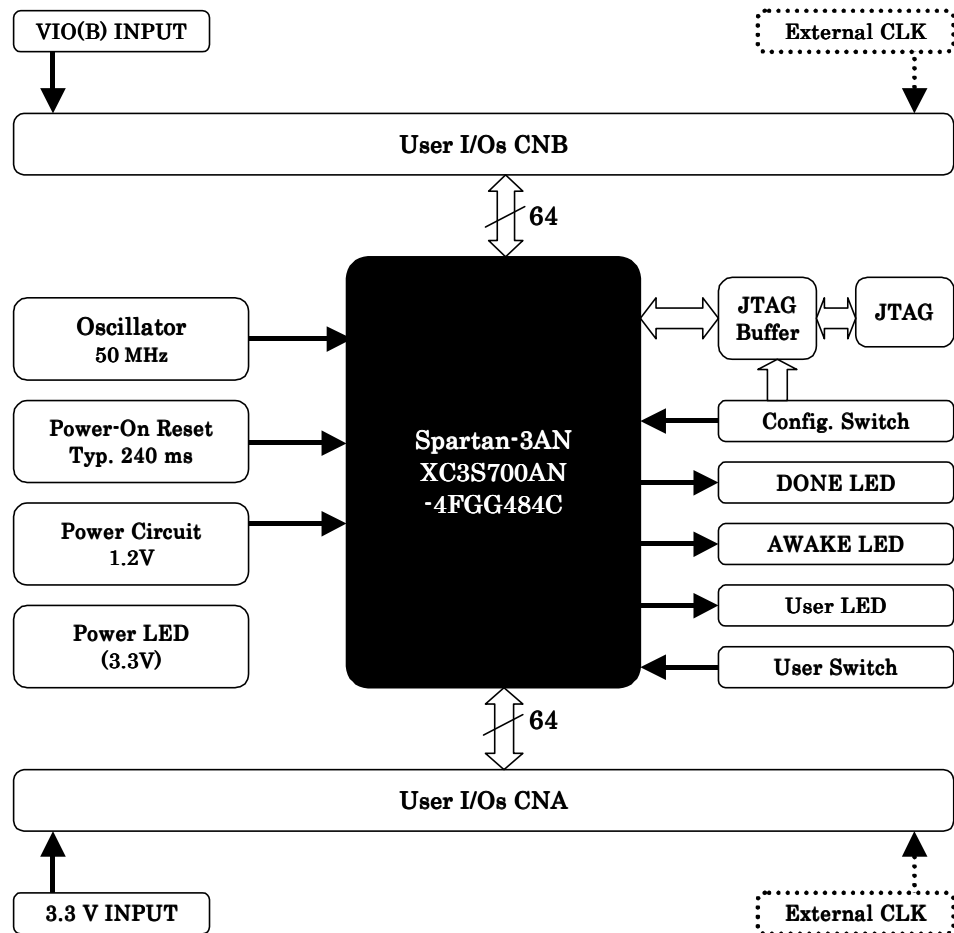 VIO(B) INPUT
External CLK
User I/Os CNB
64
Oscillator
50 MHz
JTAG
Buffer
JTAG
Power-On Reset
Typ. 240 ms
Config. Switch
Spartan-3AN
XC3S700AN
-4FGG484C
DONE LED
Power Circuit
1.2V
AWAKE LED
User LED
Power LED
(3.3V)
User Switch
64
User I/Os CNA
3.3 V INPUT
External CLK